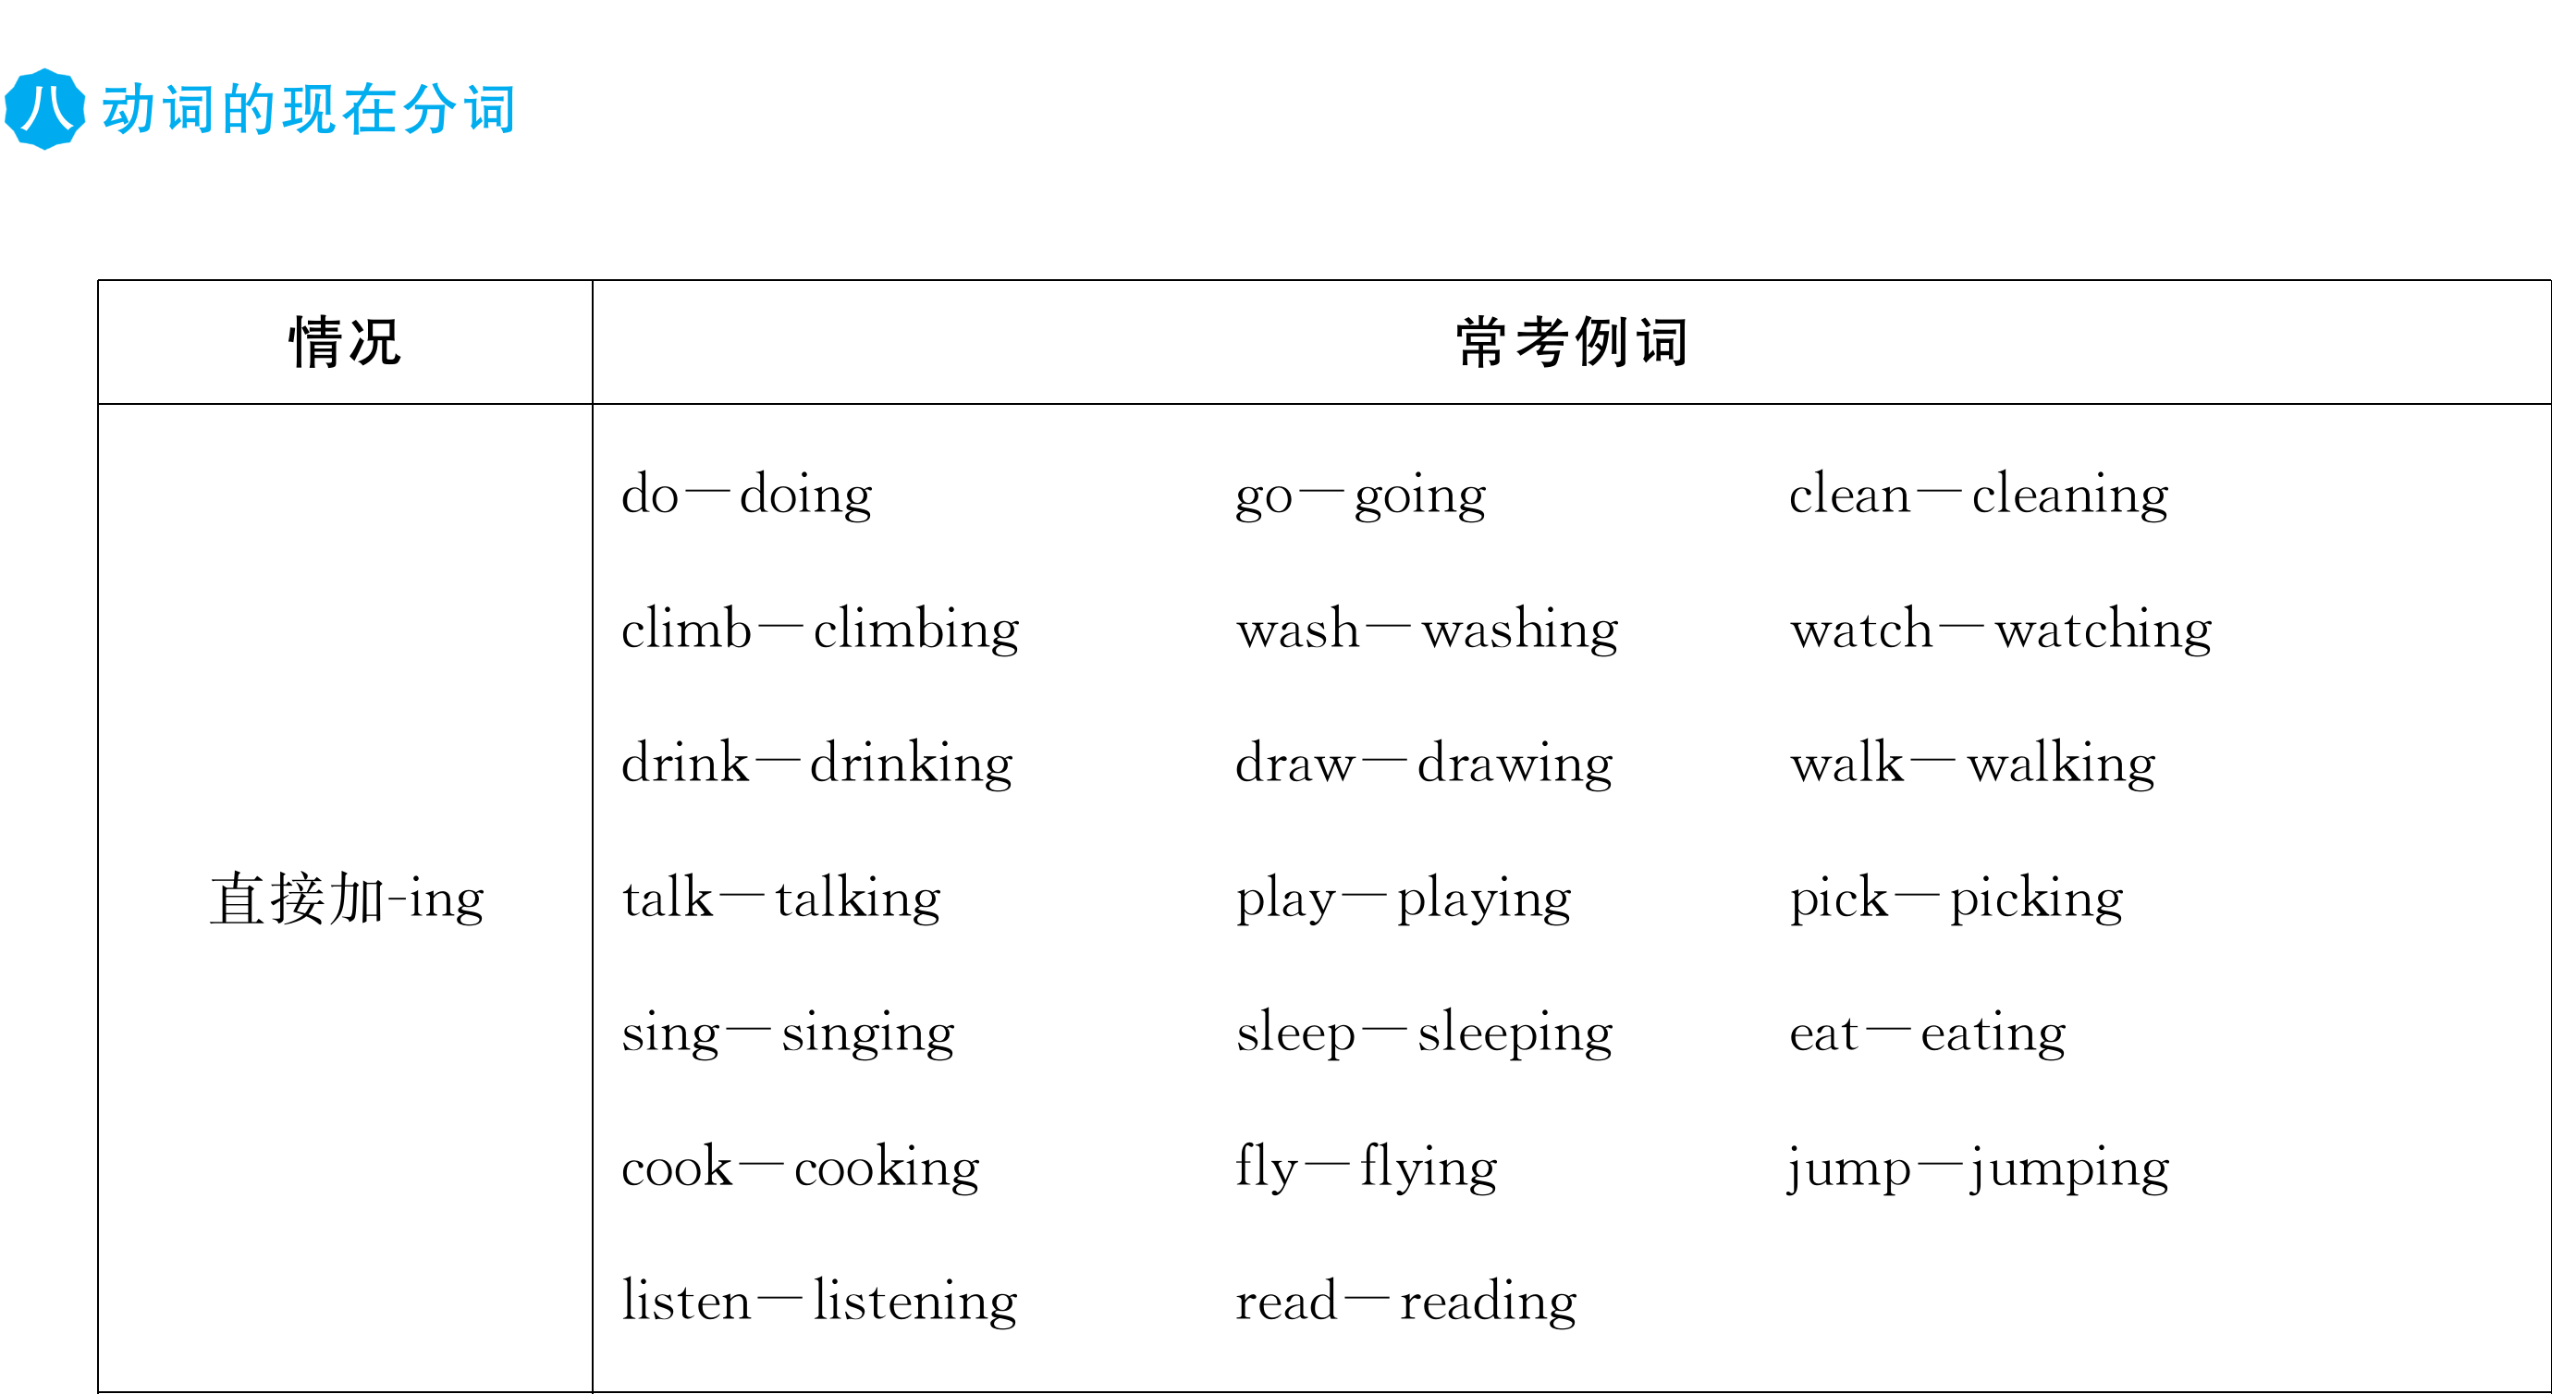 八 动词的现在分词
情况 常考例词
do—doing go—going clean—cleaning
climb—climbing wash—washing watch—watching
drink—drinking draw—drawing walk—walking
直接加-ing talk—talking play—playing pick—picking
sing—singing sleep—sleeping eat—eating
cook—cooking fly—flying jump—jumping
listen—listening read—reading